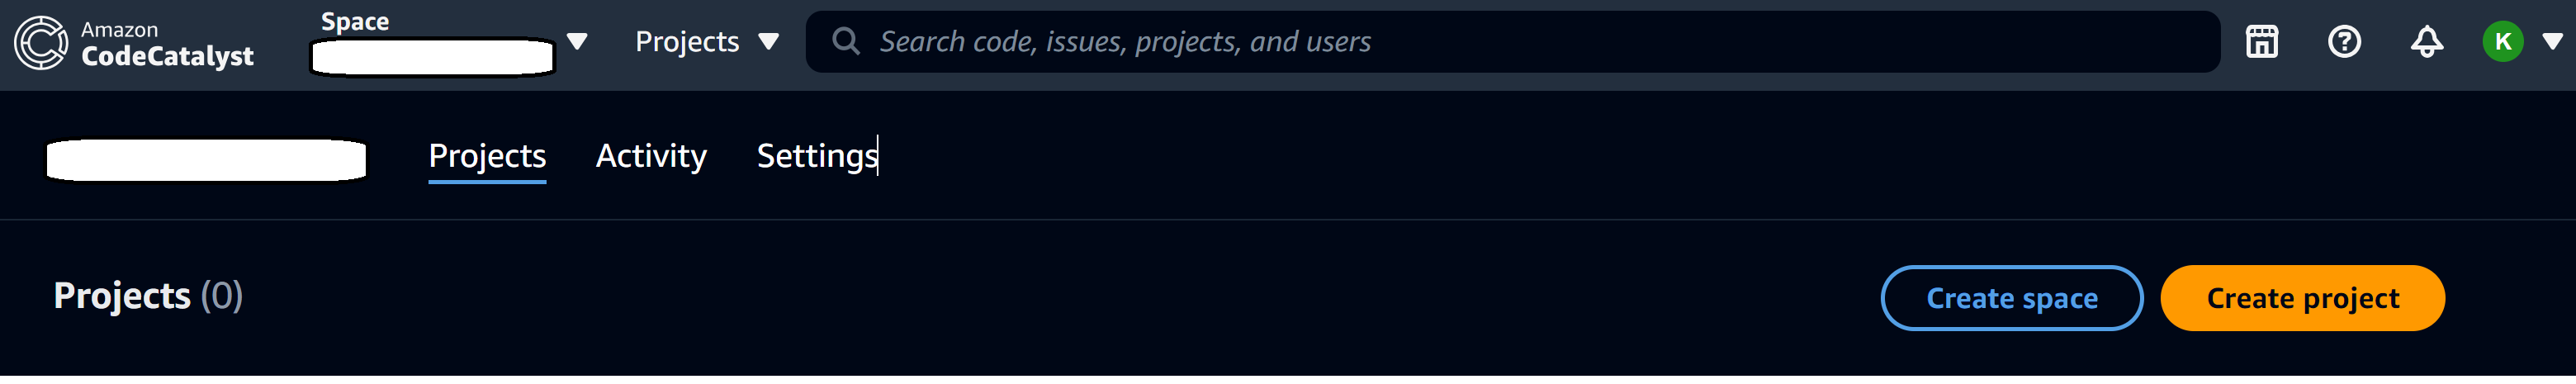 Amazon
CodeCatalyst
Space
Projects
Search code, issues, projects, and users
K
Projects Activity Settings
Projects (0)
Create space
Create project